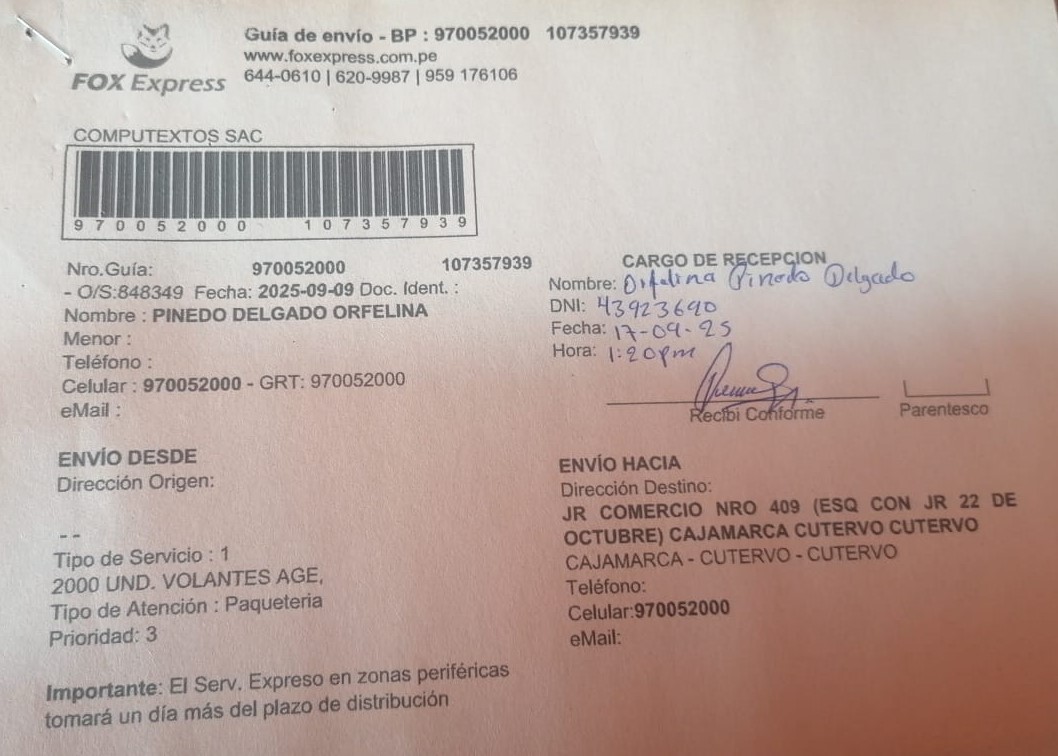 Guía de envío - BP : 970052000 107357939
www.foxexpress.com.pe
644-0610 | 620-9987 | 959 176106
FOX Express
COMPUTEXTOS SAC
970052000 107357939
Nro.Guía: 970052000 107357939
- O/S:848349 Fecha: 2025-09-09 Doc. Ident. :
Nombre : PINEDO DELGADO ORFELINA
Menor :
Teléfono :
Celular : 970052000 - GRT: 970052000
eMail :
CARGO DE RECEPCION
Nombre: Orfelina Pinedo Delgado
DNI: 43923690
Fecha: 17-09-25
Hora: 1:20pm
Recibi Conforme
Parentesco
ENVÍO DESDE
Dirección Origen:
- -
Tipo de Servicio : 1
2000 UND. VOLANTES AGE,
Tipo de Atención : Paqueteria
Prioridad: 3
ENVÍO HACIA
Dirección Destino:
JR COMERCIO NRO 409 (ESQ CON JR 22 DE
OCTUBRE) CAJAMARCA CUTERVO CUTERVO
CAJAMARCA - CUTERVO - CUTERVO
Teléfono:
Celular:970052000
eMail:
Importante: El Serv. Expreso en zonas periféricas
tomará un día más del plazo de distribución